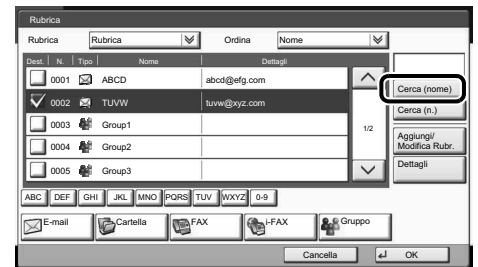 Rubrica
Rubrica Rubrica Ordina Nome
Dest. N. Tipo Nome Dettagli
0001 ABCD abcd@efg.com
0002 TUVW tuvw@xyz.com
0003 Group1
0004 Group2
0005 Group3
1/2
Cerca (nome)
Cerca (n.)
Aggiungi/
Modifica Rubr.
Dettagli
ABC DEF GHI JKL MNO PQRS TUV WXYZ 0-9
E-mail Cartella FAX i-FAX Gruppo
Cancella OK